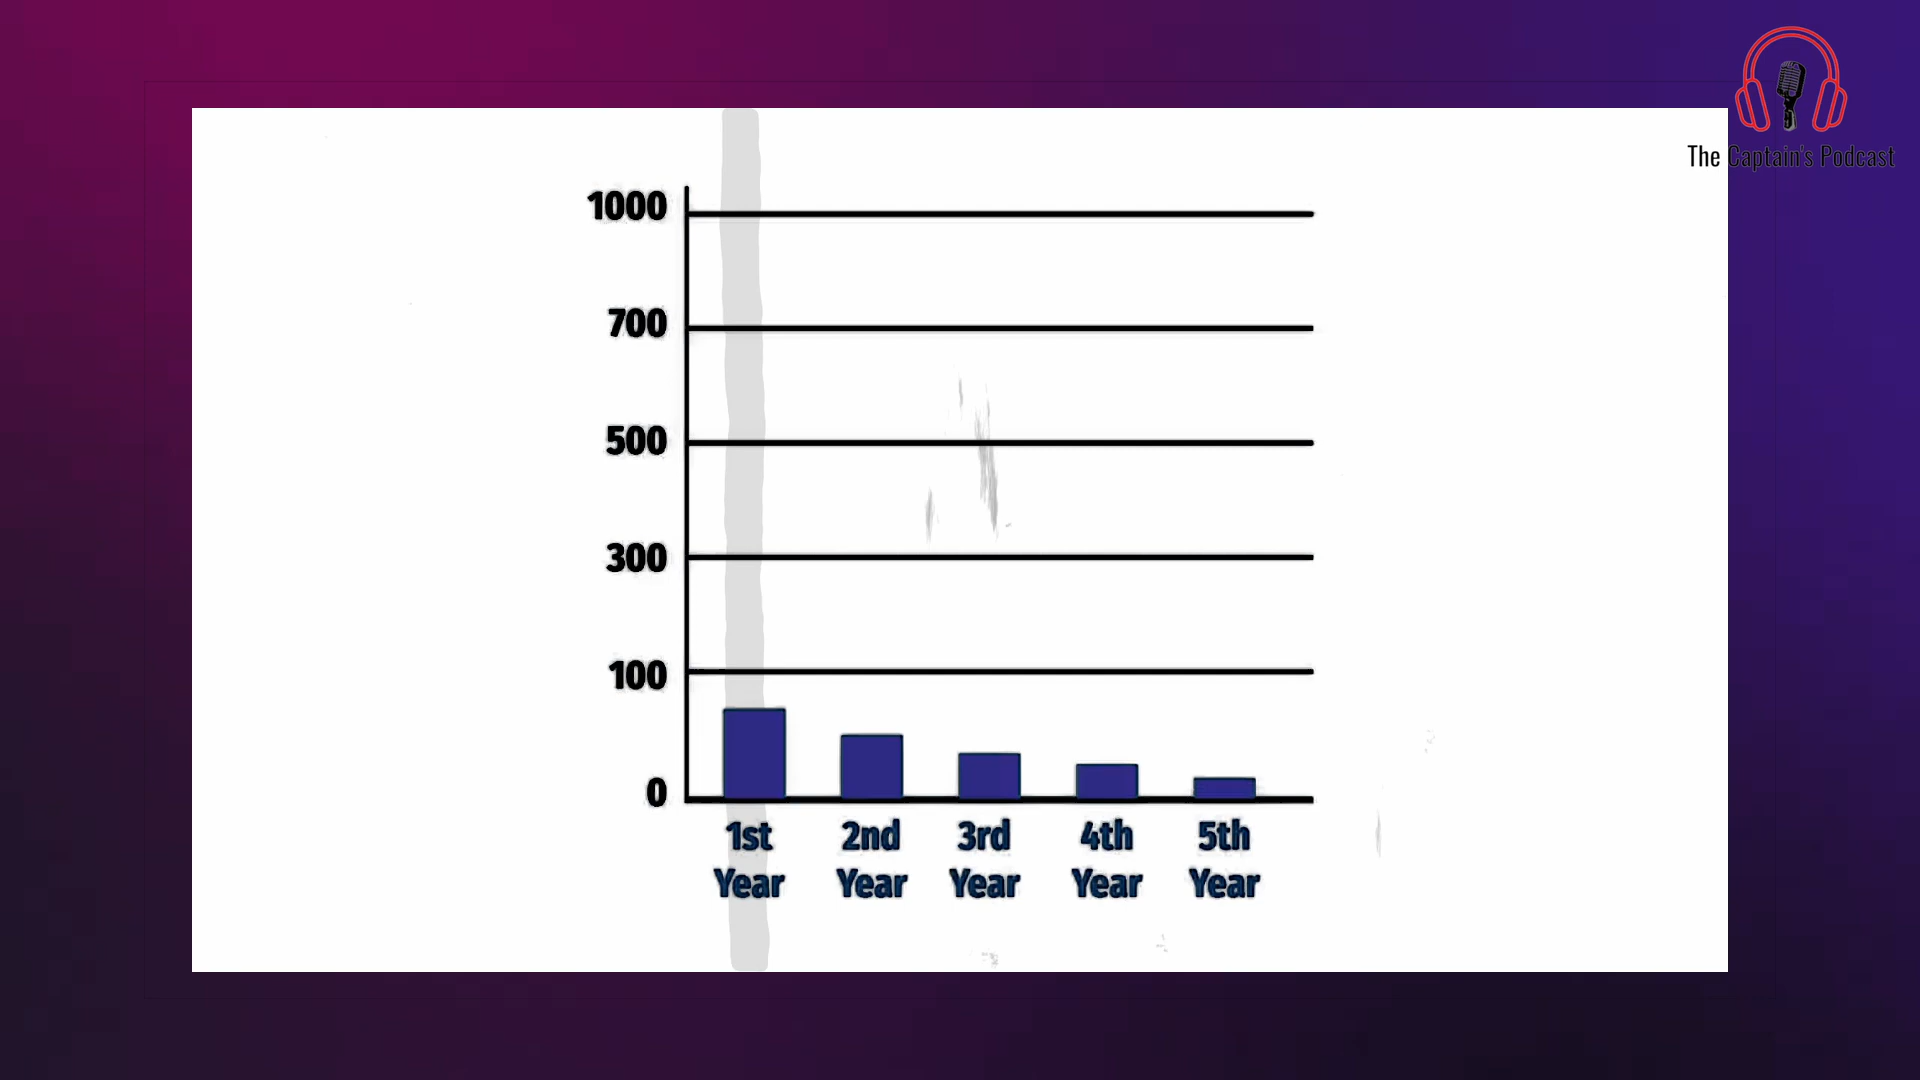 The Captain's Podcast
1000
700
500
300
100
0
1st 2nd 3rd 4th 5th
Year Year Year Year Year